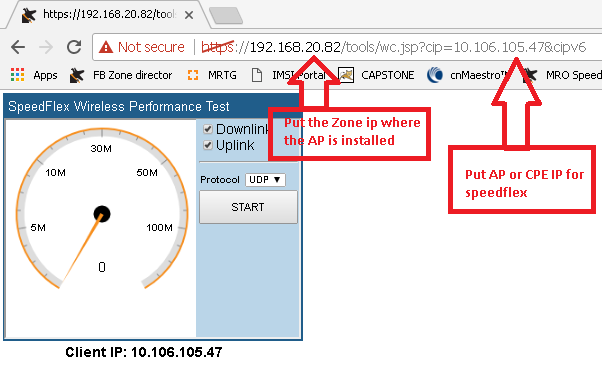 https://192.168.20.82/tool
Not secure | https://192.168.20.82/tools/wc.jsp?cip=10.106.105.47&cipv6
Apps FB Zone director MRTG IMSI Portal CAPSTONE cnMaestro™ MRO Speed
SpeedFlex Wireless Performance Test
Put the Zone ip where
the AP is installed
Put AP or CPE IP for
speedflex
Downlink
Uplink
Protocol UDP
START
30M
10M 50M
5M 100M
0
Client IP: 10.106.105.47